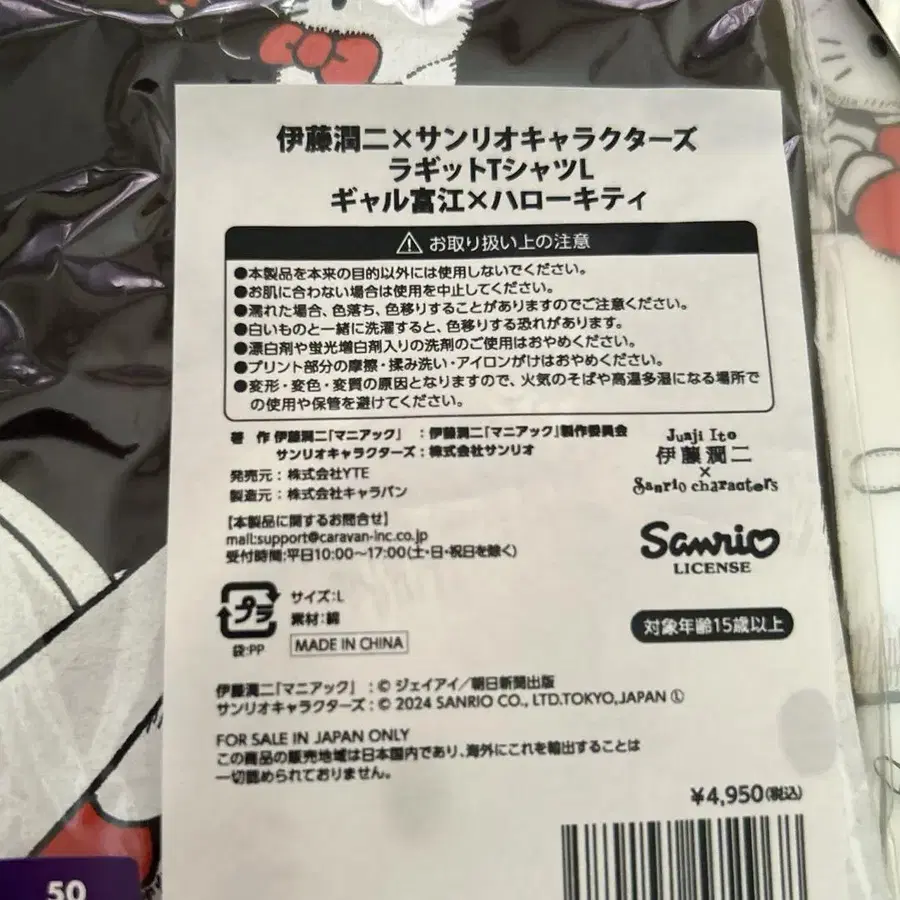 伊藤潤二×サンリオキャラクターズ
ラギットTシャツL
ギャル富江×ハローキティ
⚠ お取り扱い上の注意
●本製品を本来の目的以外には使用しないでください。
●お肌に合わない場合は使用を中止してください。
●濡れた場合、色落ち、色移りすることがありますのでご注意ください。
●白いものと一緒に洗濯すると、色移りする恐れがあります。
●漂白剤や蛍光増白剤入りの洗剤のご使用はおやめください。
●プリント部分の摩擦・揉み洗い・アイロンがけはおやめください。
●変形・変色・変質の原因となりますので、火気のそばや高温多湿になる場所で
の使用や保管を避けてください。
著 作 伊藤潤二『マニアック』 : 伊藤潤二『マニアック』製作委員会
サンリオキャラクターズ : 株式会社サンリオ
発売元 : 株式会社YTE
製造元 : 株式会社キャラバン
Junji Ito
伊藤潤二
×
Sanrio characters
【本製品に関するお問合せ】
mail:support@caravan-inc.co.jp
受付時間:平日10:00〜17:00(土・日・祝日を除く)
Sanrio
LICENSE
プラ
袋:PP
サイズ:L
素材:綿
MADE IN CHINA
対象年齢15歳以上
伊藤潤二『マニアック』 : © ジェイアイ/朝日新聞出版
サンリオキャラクターズ : © 2024 SANRIO CO., LTD.TOKYO,JAPAN Ⓛ
FOR SALE IN JAPAN ONLY
この商品の販売地域は日本国内であり、海外にこれを輸出することは
一切認められておりません。
¥4,950(税込)
50